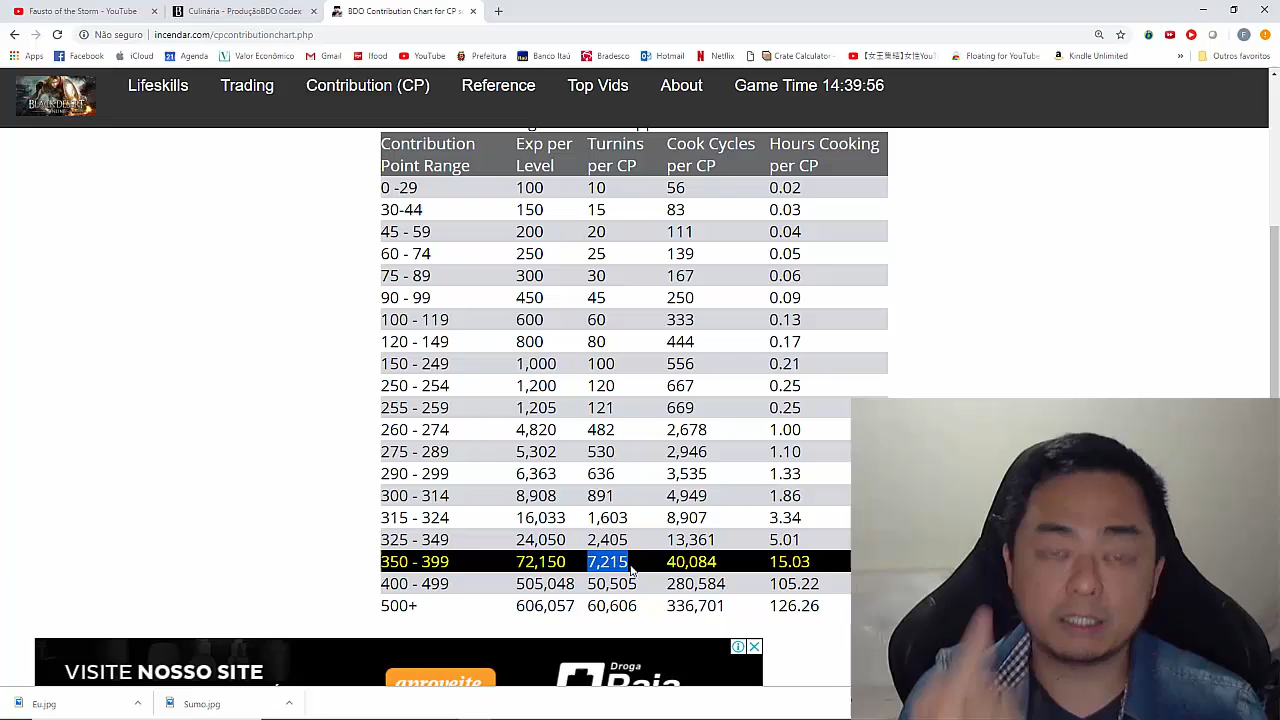 Fausto of the Storm - YouTube
Culinária - ProduçãoBDO Codex
BDO Contribution Chart for CP s
Não seguro
incendar.com/cpcontributionchart.php
Apps Facebook iCloud Agenda Valor Econômico Gmail Ifood YouTube Prefeitura Banco Itaú Bradesco Hotmail Netflix Crate Calculator - Floating for YouTube Kindle Unlimited » Outros favoritos
BLACK DESERT
Lifeskills Trading Contribution (CP) Reference Top Vids About Game Time 14:39:56
Contribution Point Range Exp per Level Turnins per CP Cook Cycles per CP Hours Cooking per CP
0 -29 100 10 56 0.02
30-44 150 15 83 0.03
45 - 59 200 20 111 0.04
60 - 74 250 25 139 0.05
75 - 89 300 30 167 0.06
90 - 99 450 45 250 0.09
100 - 119 600 60 333 0.13
120 - 149 800 80 444 0.17
150 - 249 1,000 100 556 0.21
250 - 254 1,200 120 667 0.25
255 - 259 1,205 121 669 0.25
260 - 274 4,820 482 2,678 1.00
275 - 289 5,302 530 2,946 1.10
290 - 299 6,363 636 3,535 1.33
300 - 314 8,908 891 4,949 1.86
315 - 324 16,033 1,603 8,907 3.34
325 - 349 24,050 2,405 13,361 5.01
350 - 399 72,150 7,215 40,084 15.03
400 - 499 505,048 50,505 280,584 105.22
500+ 606,057 60,606 336,701 126.26
VISITE NOSSO SITE
aproveite
Droga
Raia
Eu.jpg
Sumo.jpg